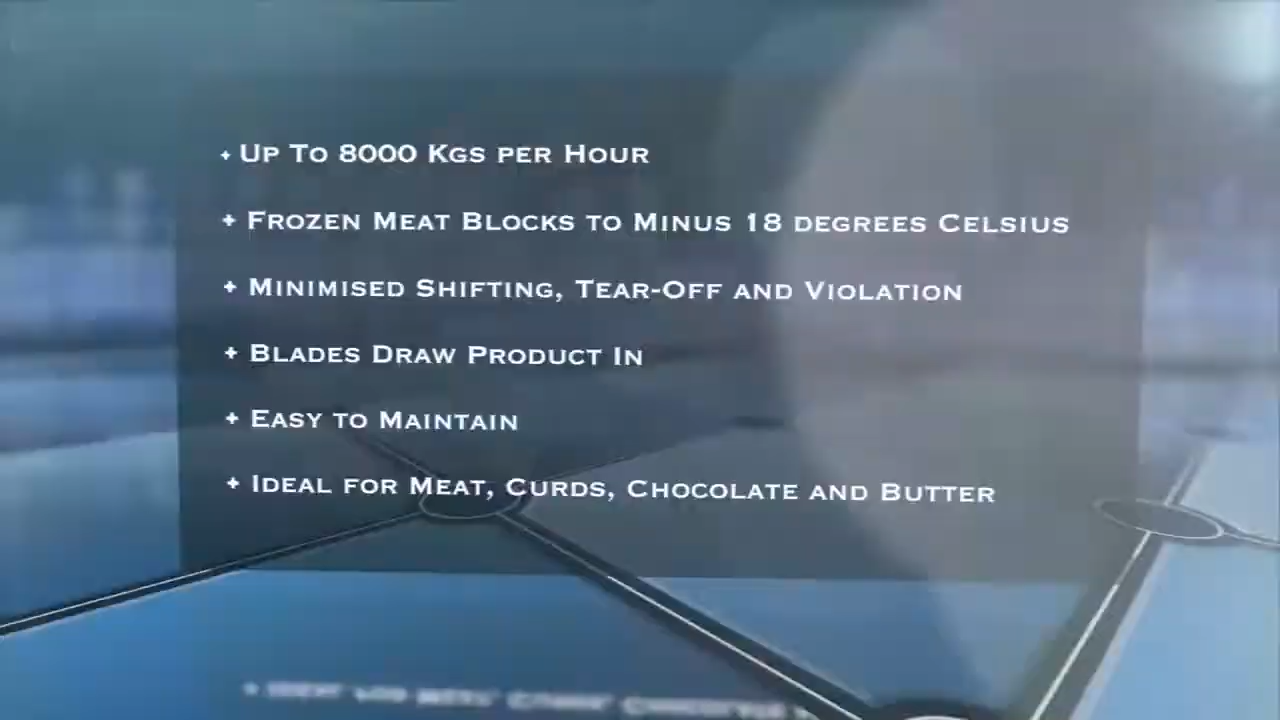 + Up To 8000 Kgs per Hour
+ Frozen Meat Blocks to Minus 18 degrees Celsius
+ Minimised Shifting, Tear-Off and Violation
+ Blades Draw Product In
+ Easy to Maintain
+ Ideal for Meat, Curds, Chocolate and Butter